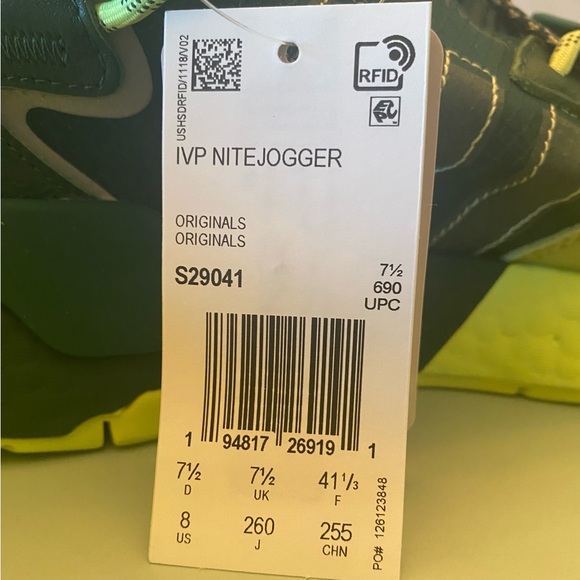 USHSDRFID/1118/V02
RFID
EPC
IVP NITEJOGGER
ORIGINALS
ORIGINALS
S29041
7½
690
UPC
1 94817 26919 1
7½ 7½ 41⅓
D UK F
8 260 255
US J CHN
PO# 126123848